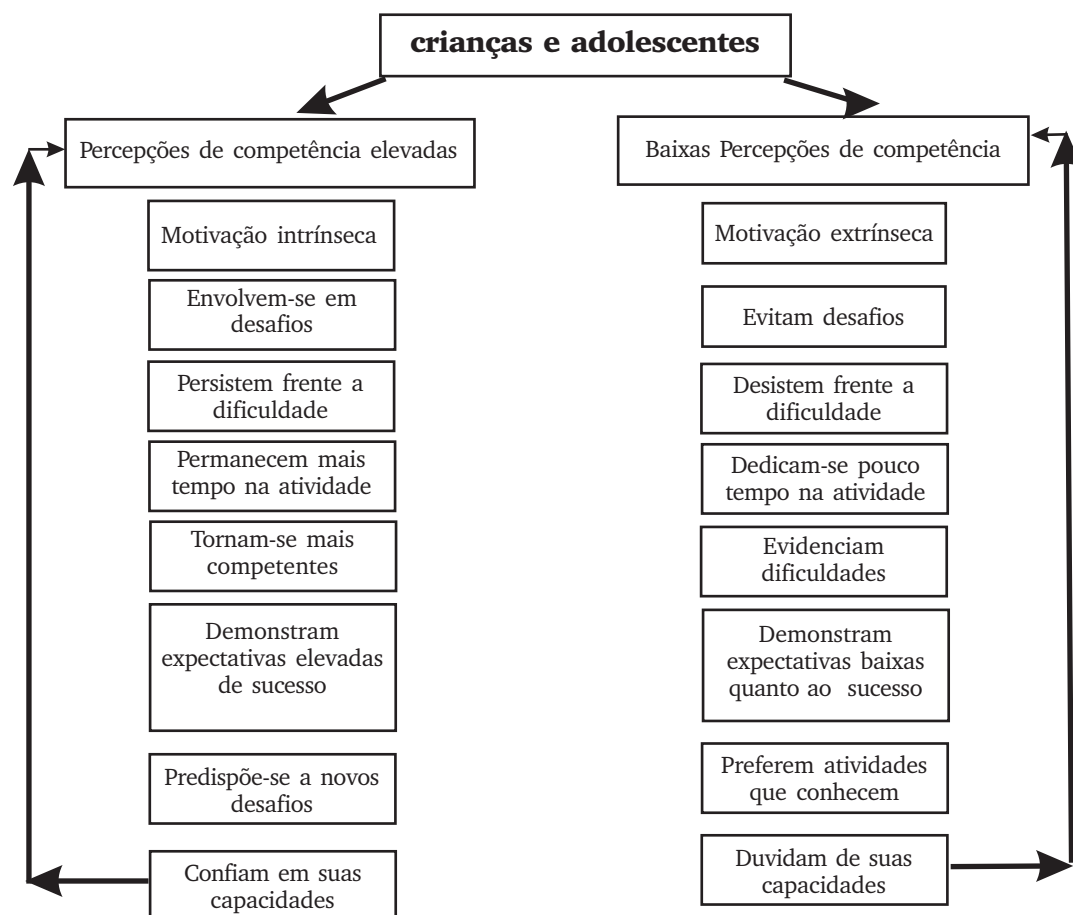 crianças e adolescentes
Percepções de competência elevadas
Motivação intrínseca
Envolvem-se em
desafios
Persistem frente a
dificuldade
Permanecem mais
tempo na atividade
Tornam-se mais
competentes
Demonstram
expectativas elevadas
de sucesso
Predispõe-se a novos
desafios
Confiam em suas
capacidades
Baixas Percepções de competência
Motivação extrínseca
Evitam desafios
Desistem frente a
dificuldade
Dedicam-se pouco
tempo na atividade
Evidenciam
dificuldades
Demonstram
expectativas baixas
quanto ao sucesso
Preferem atividades
que conhecem
Duvidam de suas
capacidades